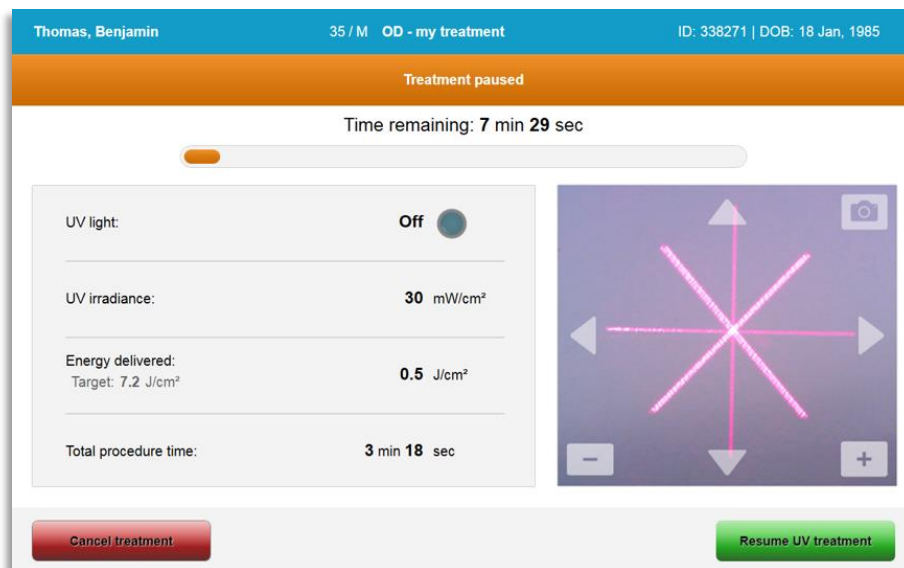 Thomas, Benjamin 35 / M OD - my treatment ID: 338271 | DOB: 18 Jan, 1985
Treatment paused
Time remaining: 7 min 29 sec
UV light: Off
UV irradiance: 30 mW/cm²
Energy delivered:
Target: 7.2 J/cm²
0.5 J/cm²
Total procedure time: 3 min 18 sec
Cancel treatment Resume UV treatment